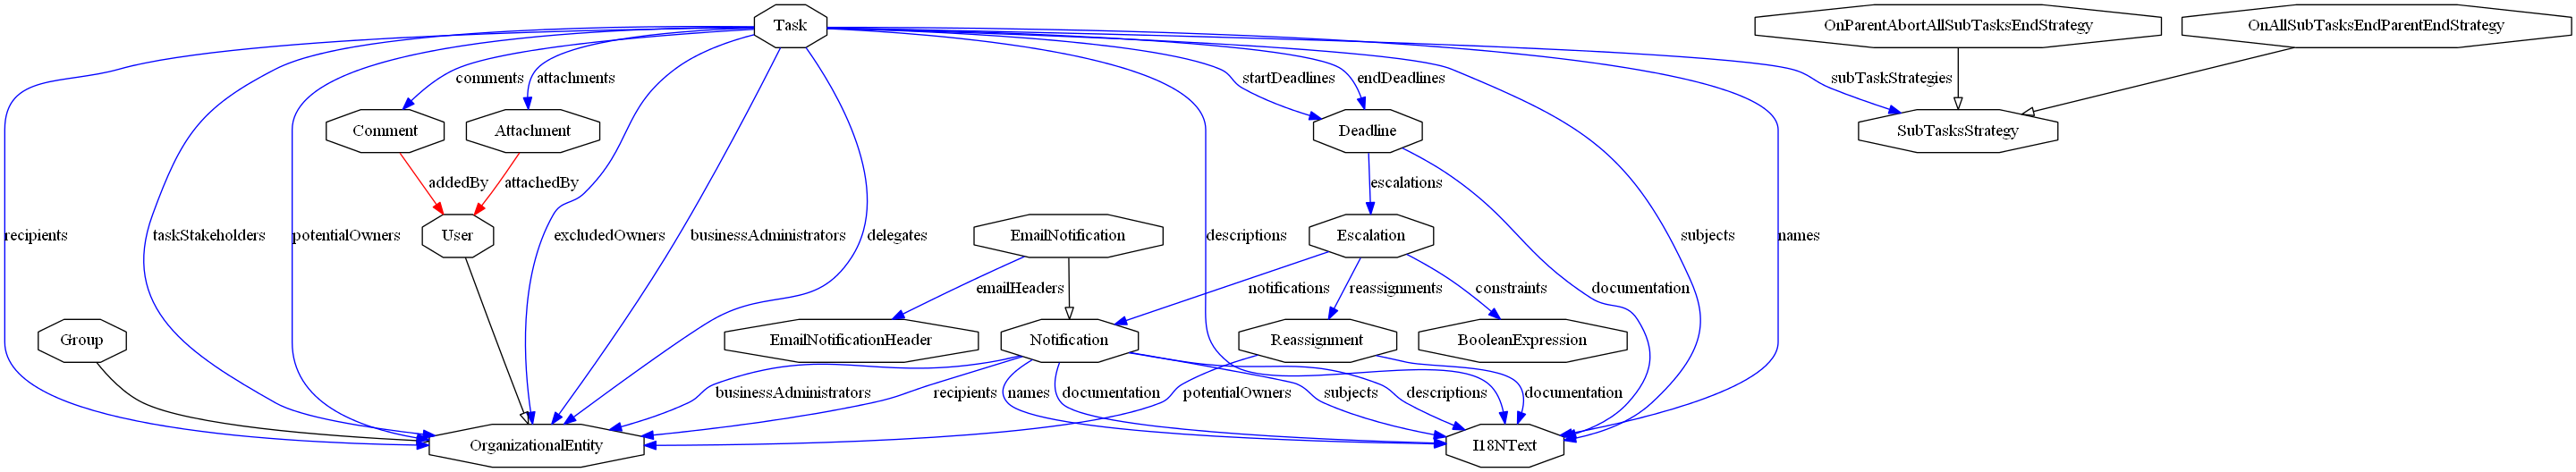 Task
OnParentAbortAllSubTasksEndStrategy
OnAllSubTasksEndParentEndStrategy
comments
attachments
startDeadlines
endDeadlines
subTaskStrategies
Comment
Attachment
Deadline
SubTasksStrategy
addedBy
attachedBy
escalations
recipients
taskStakeholders
potentialOwners
User
excludedOwners
businessAdministrators
delegates
EmailNotification
descriptions
Escalation
subjects
names
emailHeaders
notifications
reassignments
constraints
documentation
Group
EmailNotificationHeader
Notification
Reassignment
BooleanExpression
businessAdministrators
recipients
names
documentation
potentialOwners
subjects
descriptions
documentation
OrganizationalEntity
I18NText